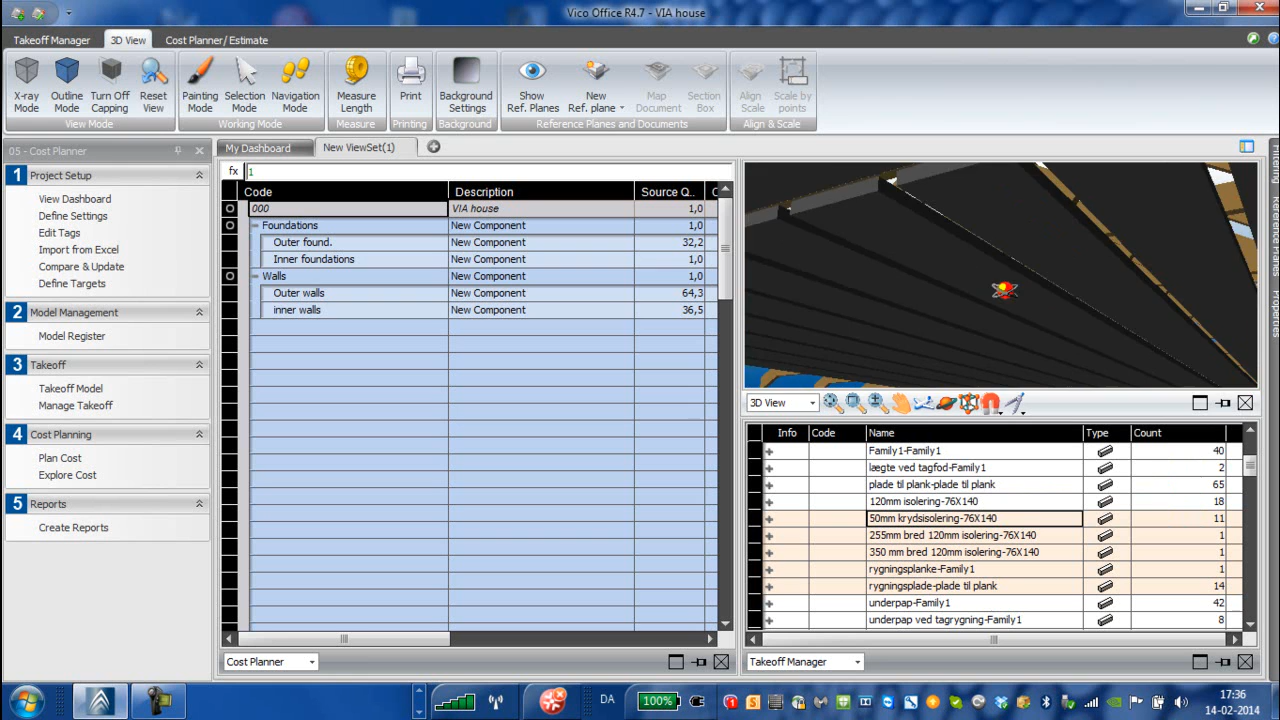 Vico Office R4.7 - VIA house
Takeoff Manager 3D View Cost Planner/Estimate
X-ray Mode
Outline Mode
Turn Off Capping
Reset View
Painting Mode
Selection Mode
Navigation Mode
Measure Length
Print
Background Settings
Show Ref. Planes
New Ref. plane
Map Document
Section Box
Align Scale
Scale by points
View Mode Working Mode Measure Printing Background Reference Planes and Documents Align & Scale
05 - Cost Planner
1 Project Setup
View Dashboard
Define Settings
Edit Tags
Import from Excel
Compare & Update
Define Targets
2 Model Management
Model Register
3 Takeoff
Takeoff Model
Manage Takeoff
4 Cost Planning
Plan Cost
Explore Cost
5 Reports
Create Reports
My Dashboard New ViewSet(1)
fx 1
Code Description Source Q..
000 VIA house 1,0
Foundations New Component 1,0
Outer found. New Component 32,2
Inner foundations New Component 1,0
Walls New Component 1,0
Outer walls New Component 64,3
inner walls New Component 36,5
Cost Planner
Reference Planes
Properties
3D View
Info Code Name Type Count
Family1-Family1 40
lægte ved tagfod-Family1 2
plade til plank-plade til plank 65
120mm isolering-76X140 18
50mm krydsisolering-76X140 11
255mm bred 120mm isolering-76X140 1
350 mm bred 120mm isolering-76X140 1
rygningsplanke-Family1 1
rygningsplade-plade til plank 14
underpap-Family1 42
underpap ved tagrygning-Family1 8
Takeoff Manager
DA
100%
17:36
14-02-2014